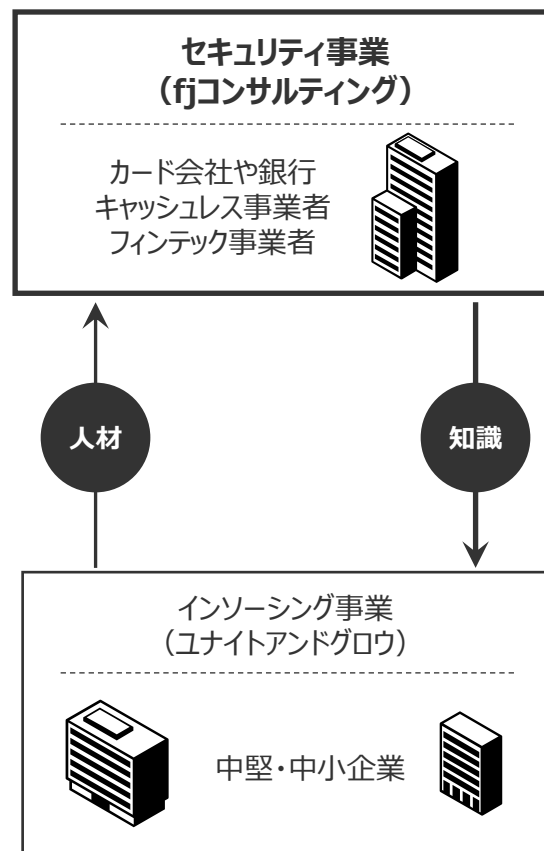 セキュリティ事業
（fjコンサルティング）
カード会社や銀行
キャッシュレス事業者
フィンテック事業者
人材
知識
インソーシング事業
（ユナイトアンドグロウ）
中堅・中小企業